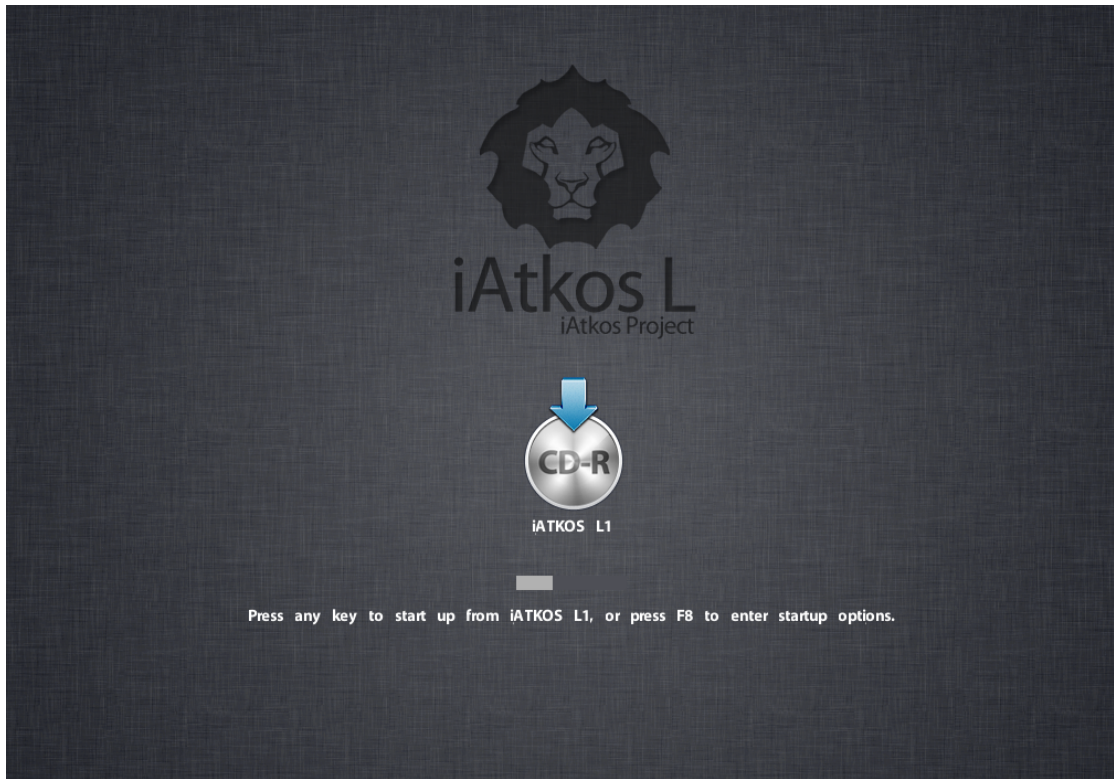 iAtkos L
iAtkos Project
CD-R
iATKOS L1
Press any key to start up from iATKOS L1, or press F8 to enter startup options.